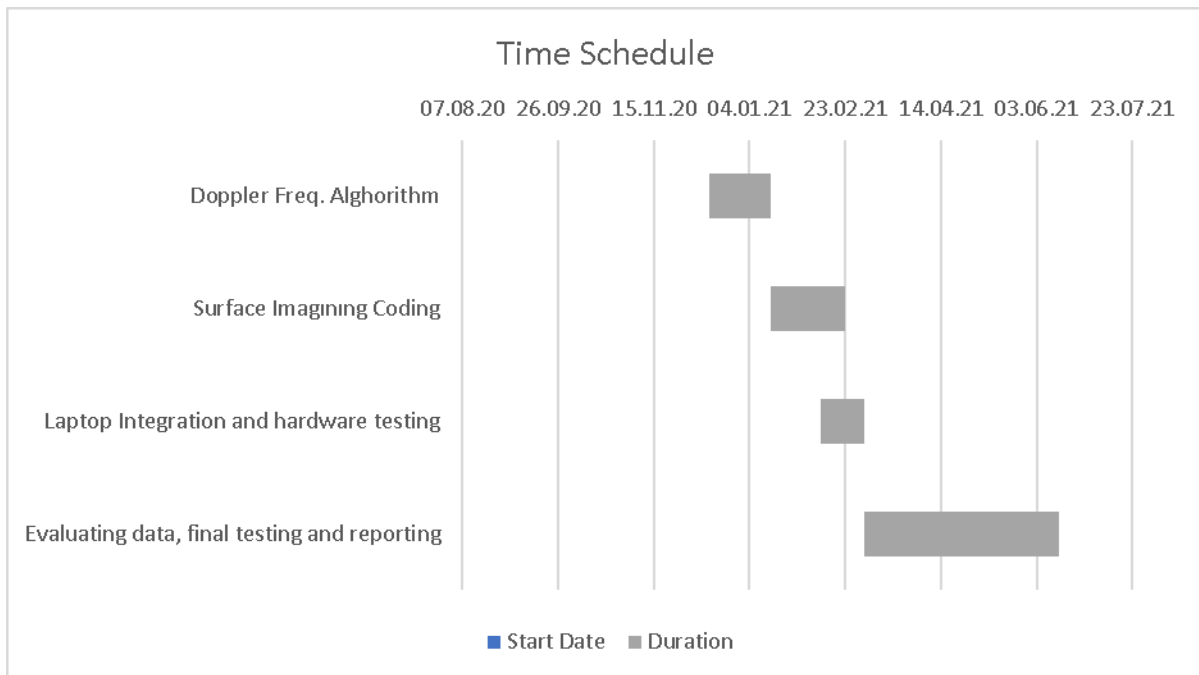 Time Schedule
07.08.20 26.09.20 15.11.20 04.01.21 23.02.21 14.04.21 03.06.21 23.07.21
Doppler Freq. Alghorithm
Surface Imagınıng Coding
Laptop Integration and hardware testing
Evaluating data, final testing and reporting
Start Date Duration